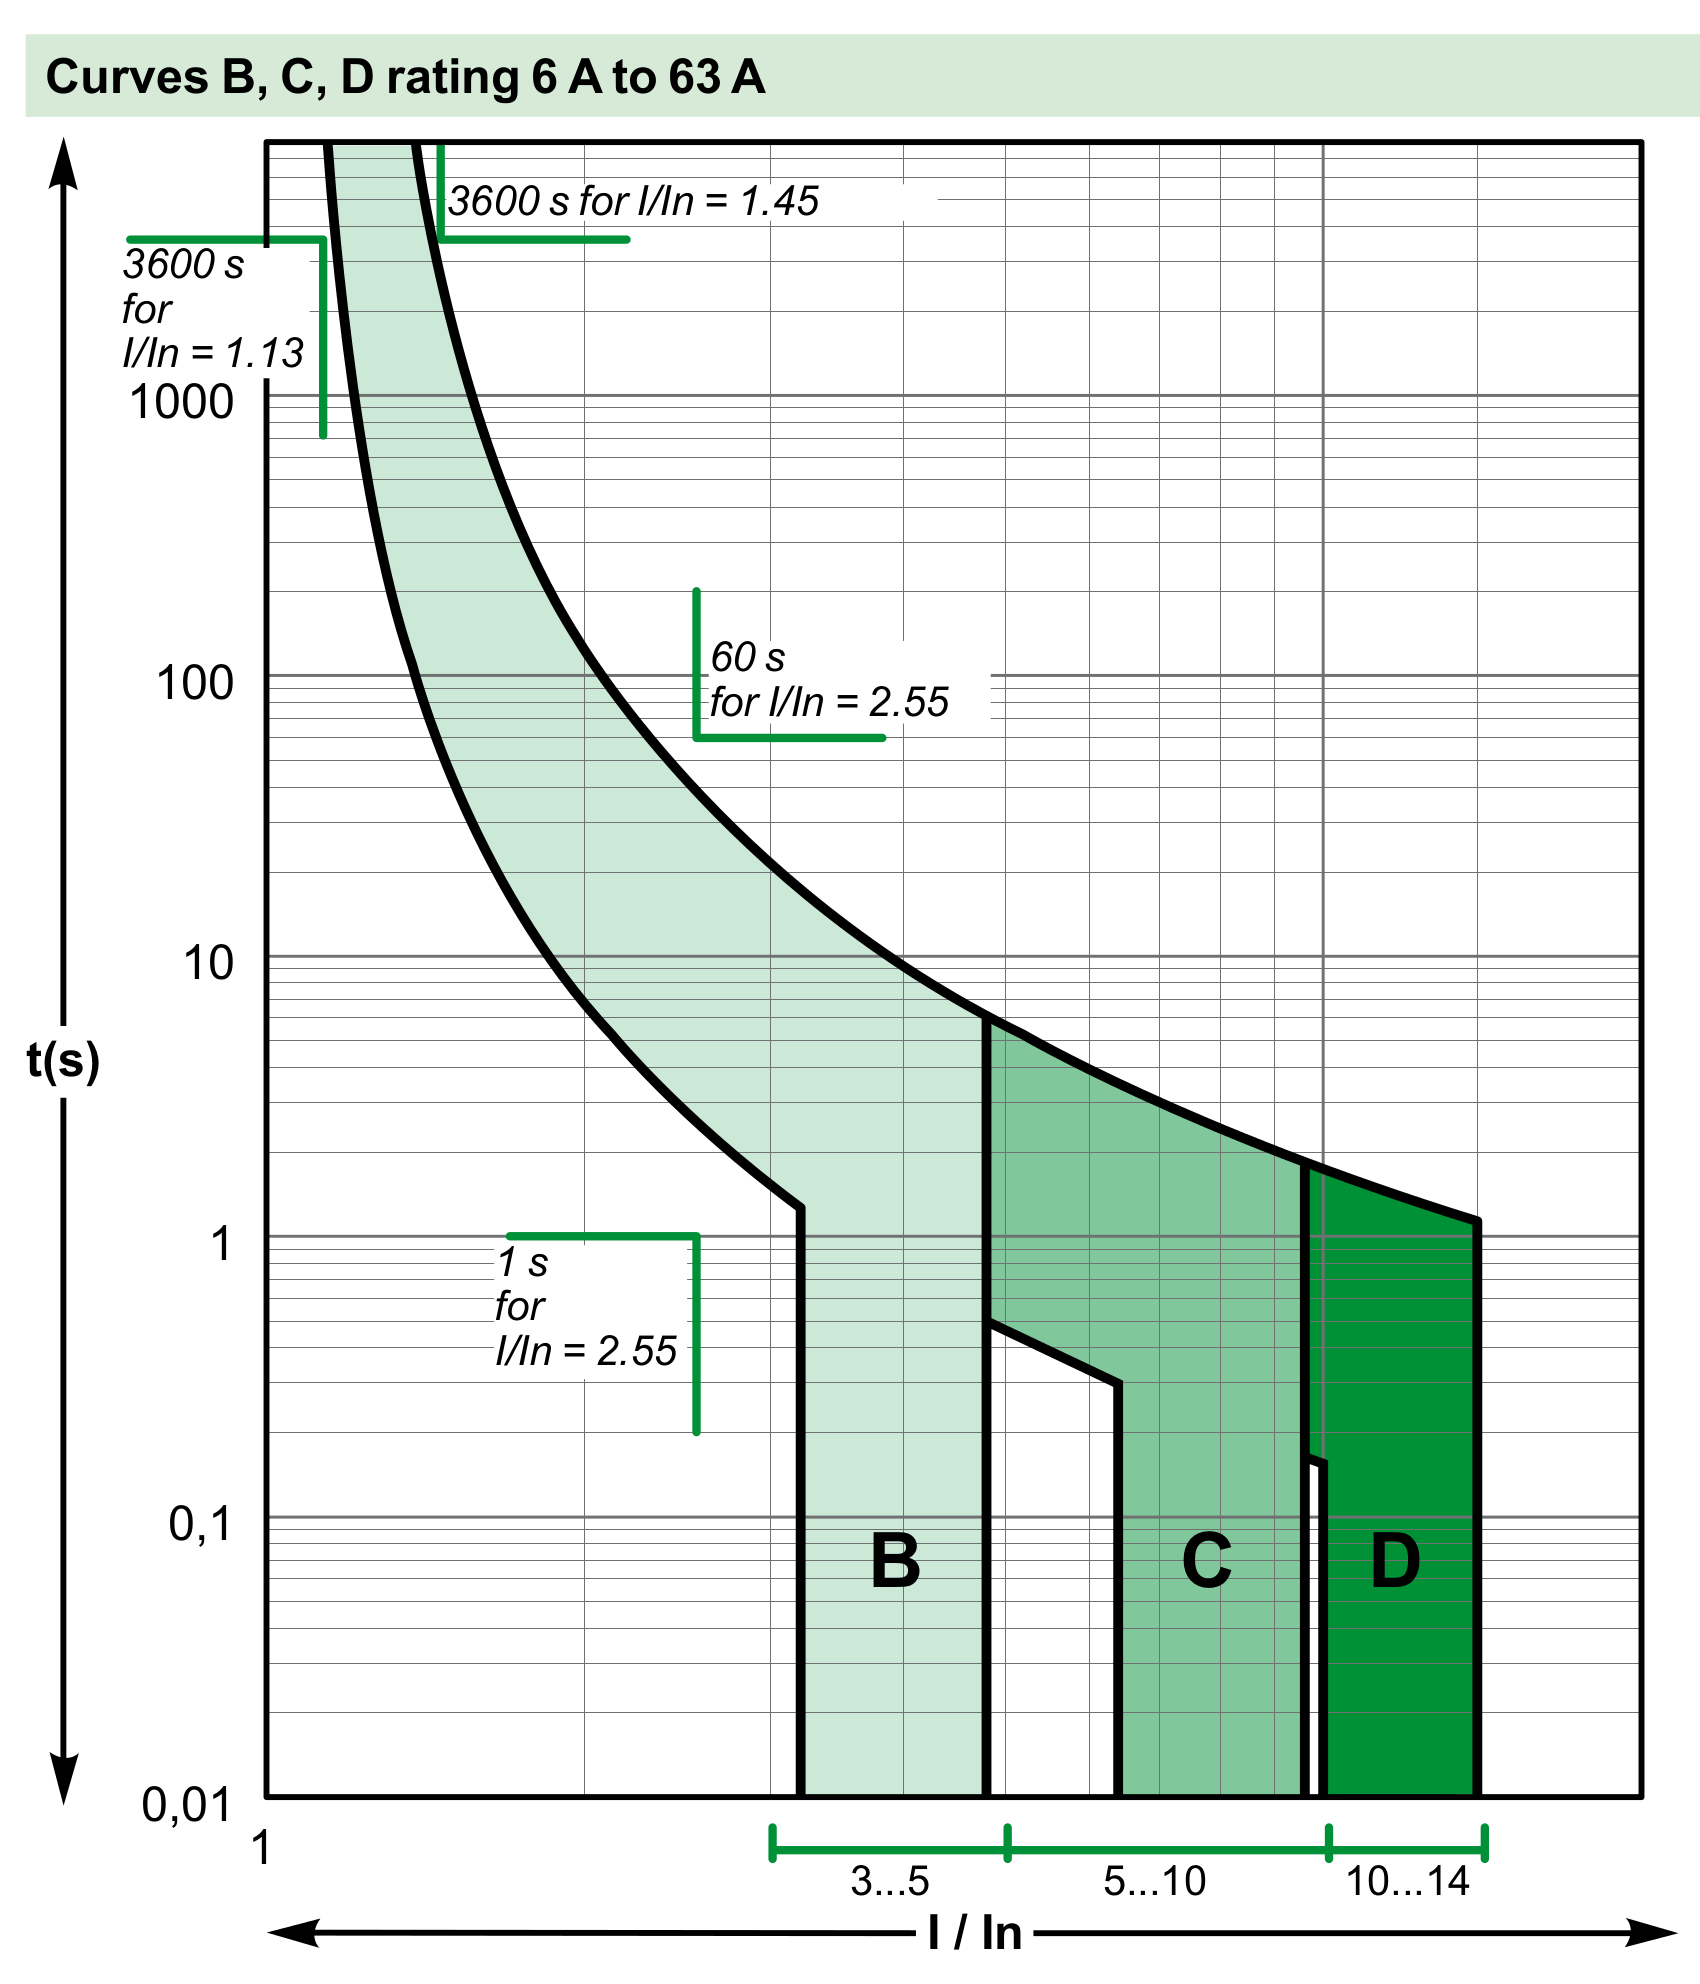 Curves B, C, D rating 6 A to 63 A
3600 s for I/In = 1.45
3600 s
for
I/In = 1.13
1000
60 s
for I/In = 2.55
100
10
t(s)
1
1 s
for
I/In = 2.55
0,1
B C D
0,01
1
3...5 5...10 10...14
I / In